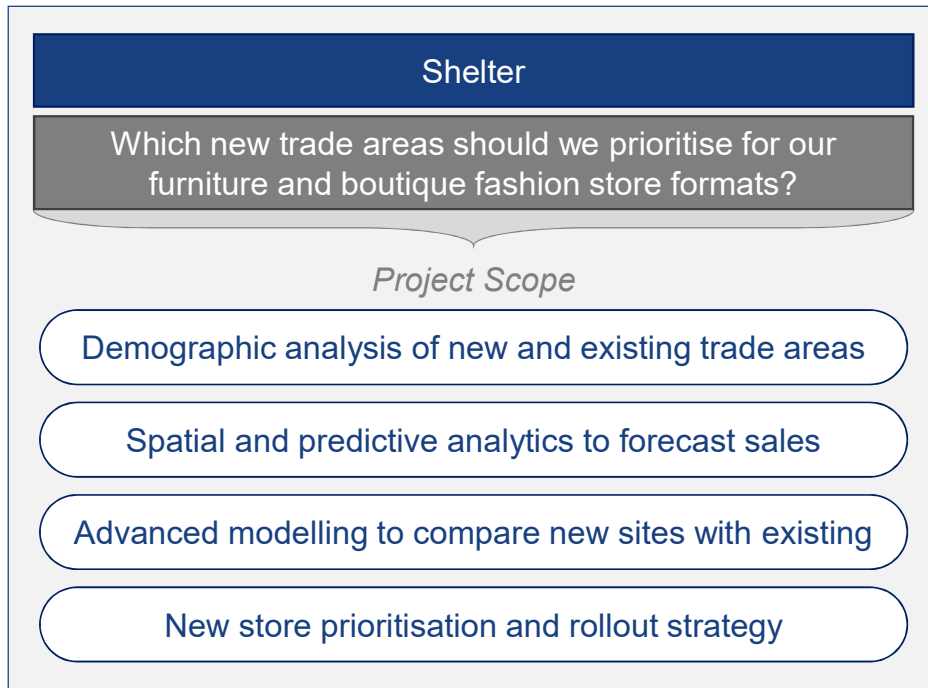 Shelter
Which new trade areas should we prioritise for our
furniture and boutique fashion store formats?
Project Scope
Demographic analysis of new and existing trade areas
Spatial and predictive analytics to forecast sales
Advanced modelling to compare new sites with existing
New store prioritisation and rollout strategy